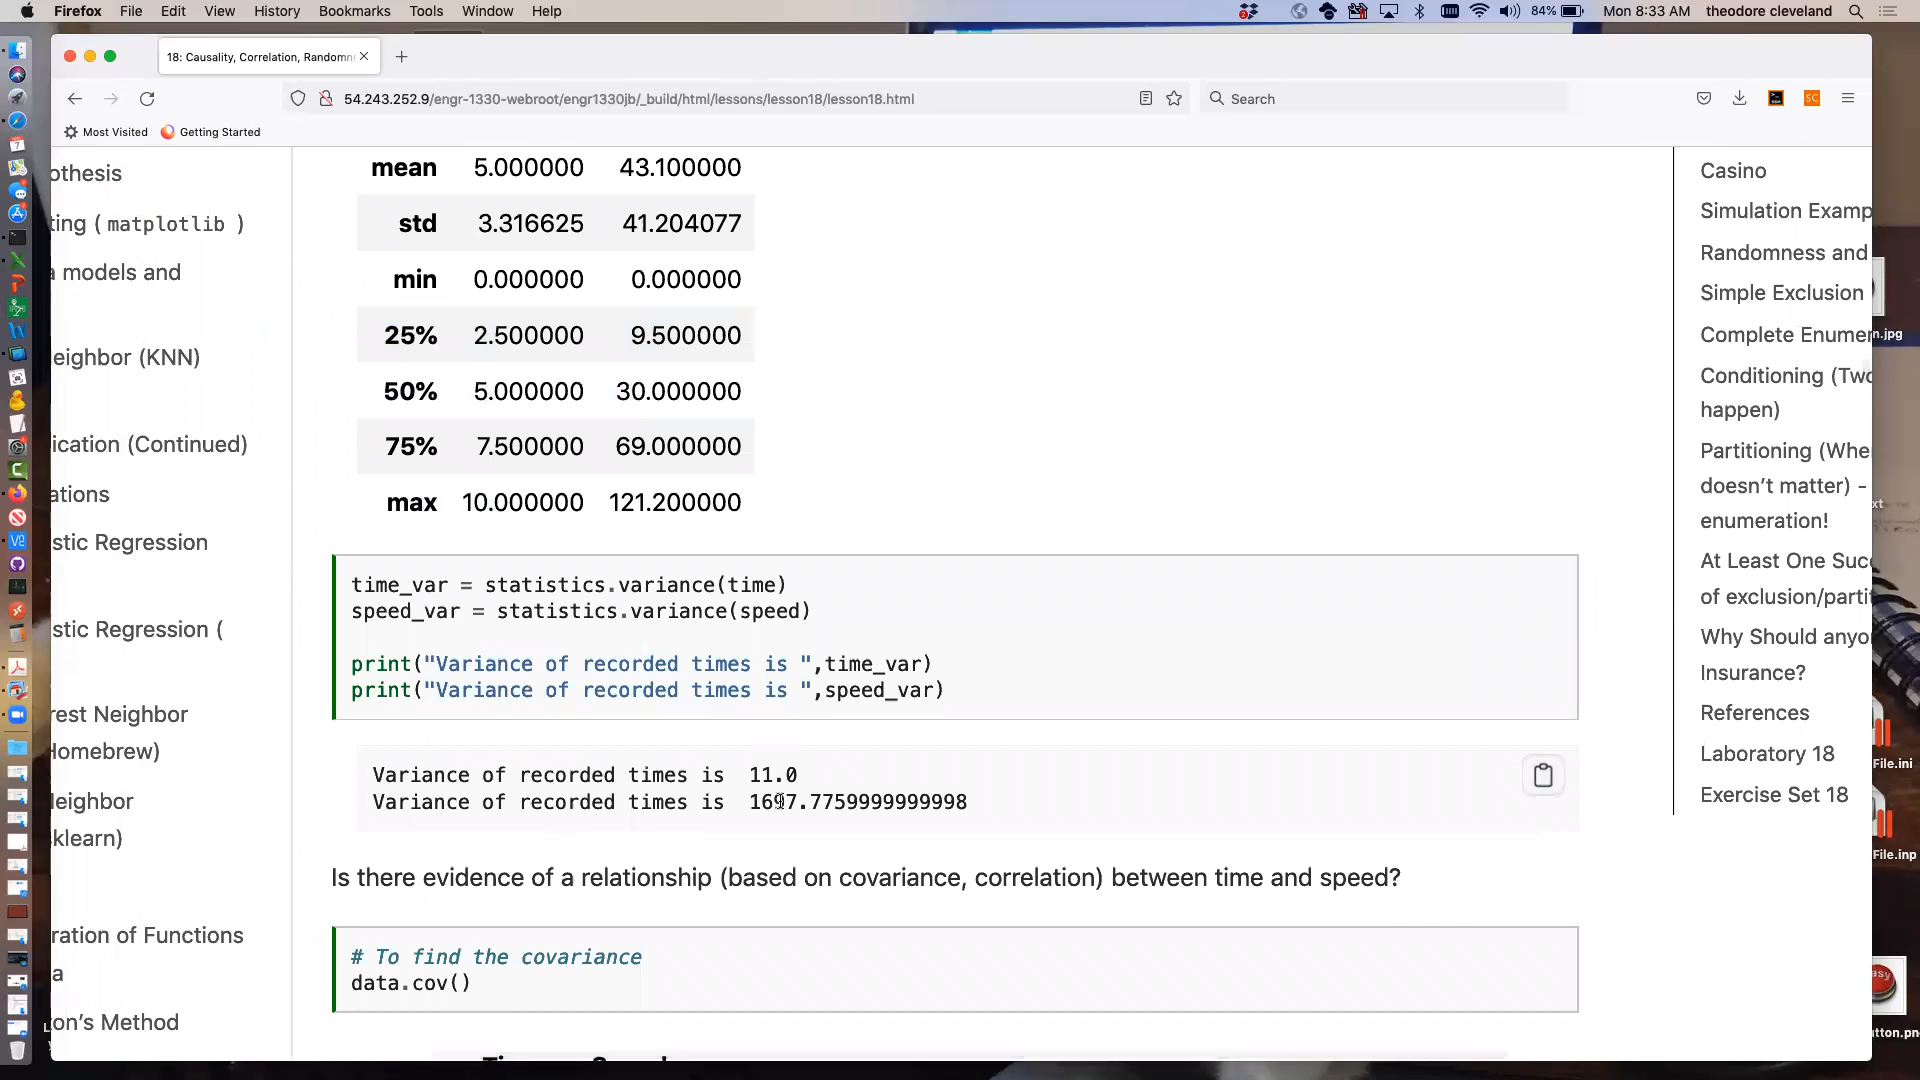 Firefox File Edit View History Bookmarks Tools Window Help 84% Mon 8:33 AM theodore cleveland
18: Causality, Correlation, Randomn
54.243.252.9/engr-1330-webroot/engr1330jb/_build/html/lessons/lesson18/lesson18.html
Search
Most Visited Getting Started
othesis
ting ( matplotlib )
models and
eighbor (KNN)
ication (Continued)
ations
stic Regression
stic Regression (
rest Neighbor
Homebrew)
leighbor
klearn)
ration of Functions
a
on's Method
mean 5.000000 43.100000
std 3.316625 41.204077
min 0.000000 0.000000
25% 2.500000 9.500000
50% 5.000000 30.000000
75% 7.500000 69.000000
max 10.000000 121.200000
time_var = statistics.variance(time)
speed_var = statistics.variance(speed)
print("Variance of recorded times is ",time_var)
print("Variance of recorded times is ",speed_var)
Variance of recorded times is 11.0
Variance of recorded times is 1697.7759999999998
Is there evidence of a relationship (based on covariance, correlation) between time and speed?
# To find the covariance
data.cov()
Casino
Simulation Examp
Randomness and
Simple Exclusion
Complete Enumer
Conditioning (Two
happen)
Partitioning (Whe
doesn't matter) -
enumeration!
At Least One Suc
of exclusion/parti
Why Should anyo
Insurance?
References
Laboratory 18
Exercise Set 18
n.jpg
xt
File.ini
File.inp
asy
utton.pn